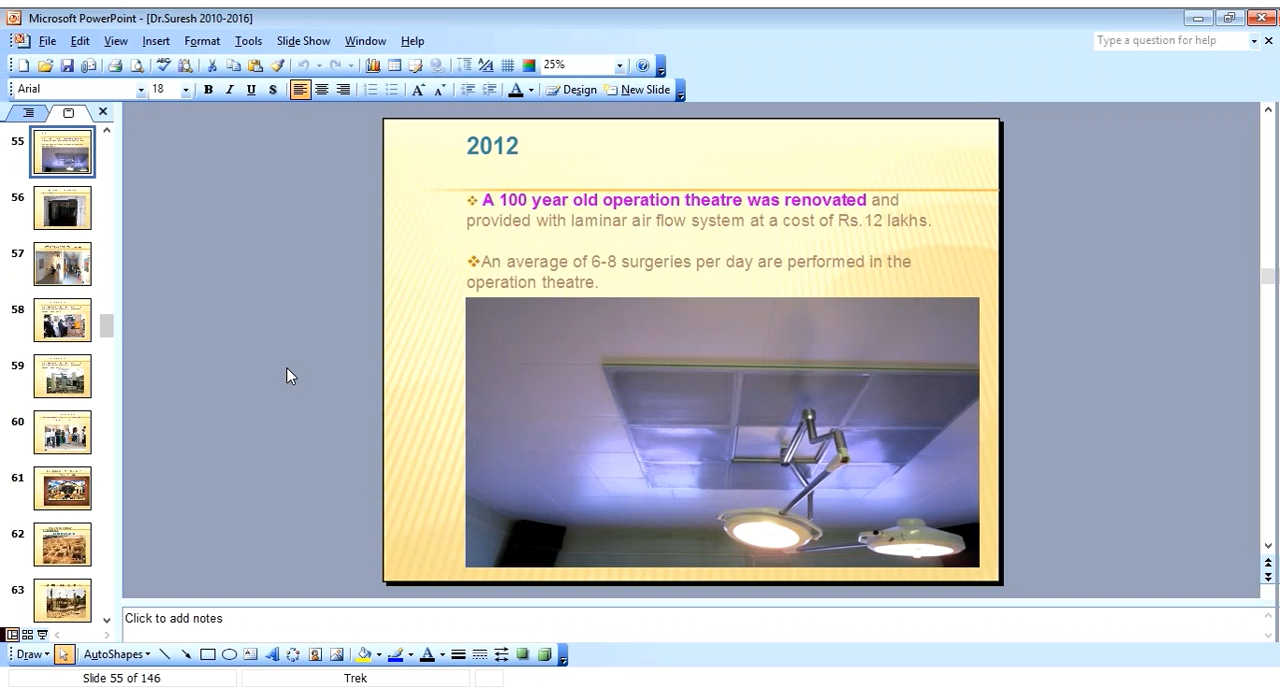 Microsoft PowerPoint - [Dr.Suresh 2010-2016]
File Edit View Insert Format Tools Slide Show Window Help
Type a question for help
25%
Arial 18 B I U S A A A Design New Slide
55
56
57
58
59
60
61
62
63
2012
A 100 year old operation theatre was renovated and
provided with laminar air flow system at a cost of Rs.12 lakhs.
An average of 6-8 surgeries per day are performed in the
operation theatre.
Click to add notes
Draw AutoShapes A
Slide 55 of 146 Trek